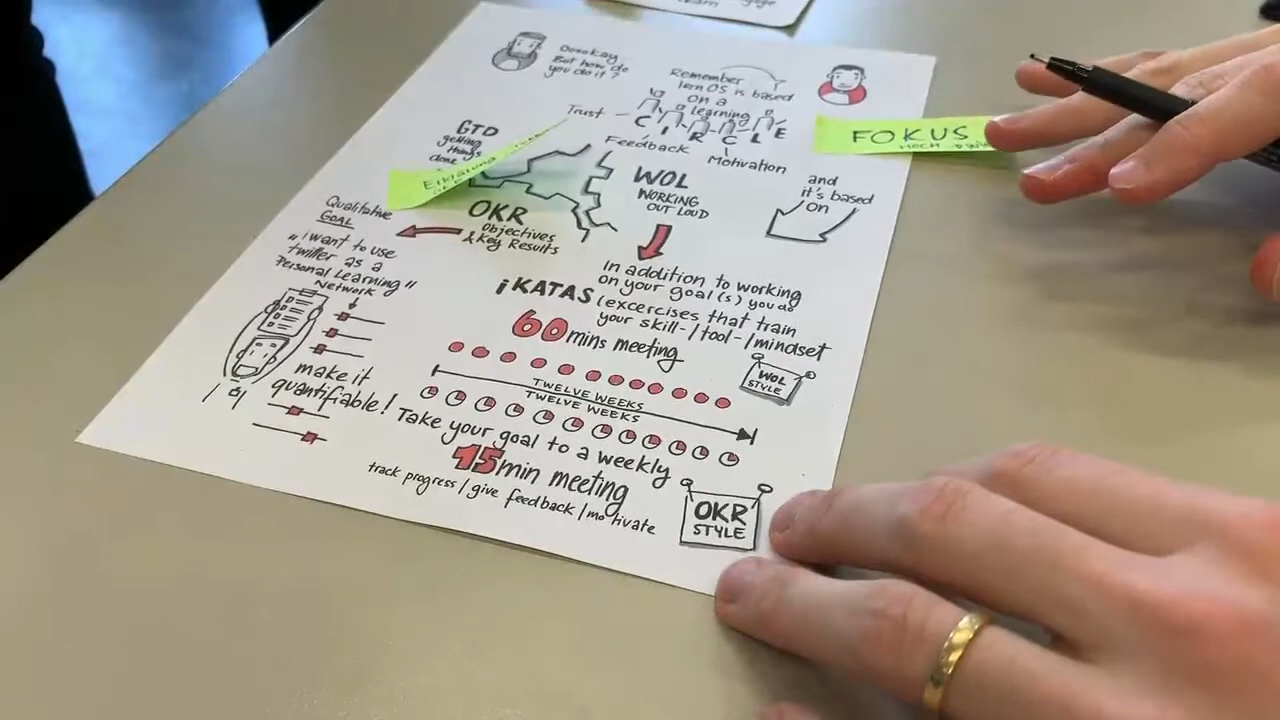 Oookay
But how do
you do it?
Remember
lernOS is based
on a
learning
CIRCLE
Trust
Feedback
Motivation
FOKUS
NOCH
GTD
getting
things
done
WOL
WORKING
OUT LOUD
and
it's based
on
OKR
Objectives
& Key Results
Qualitative
GOAL
"i want to use
twitter as a
Personal Learning"
Network
In addition to working
on your goal(s) you do
iKATAS (excercises that train
your skill-/tool-/mindset
60 mins meeting
WOL
STYLE
TWELVE WEEKS
TWELVE WEEKS
make it
quantifiable!
Take your goal to a weekly
15 min meeting
track progress/give feedback/motivate
OKR
STYLE